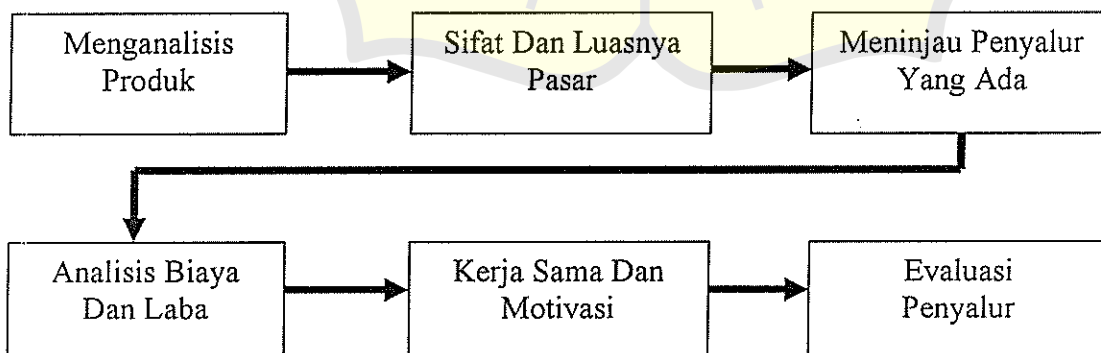 Menganalisis
Produk
Sifat Dan Luasnya
Pasar
Meninjau Penyalur
Yang Ada
Analisis Biaya
Dan Laba
Kerja Sama Dan
Motivasi
Evaluasi
Penyalur